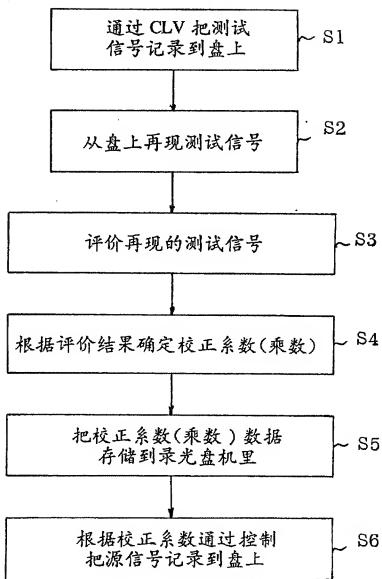 通过 CLV 把测试
信号记录到盘上
S1
从盘上再现测试信号
S2
评价再现的测试信号
S3
根据评价结果确定校正系数(乘数)
S4
把校正系数(乘数)数据
存储到录光盘机里
S5
根据校正系数通过控制
把源信号记录到盘上
S6